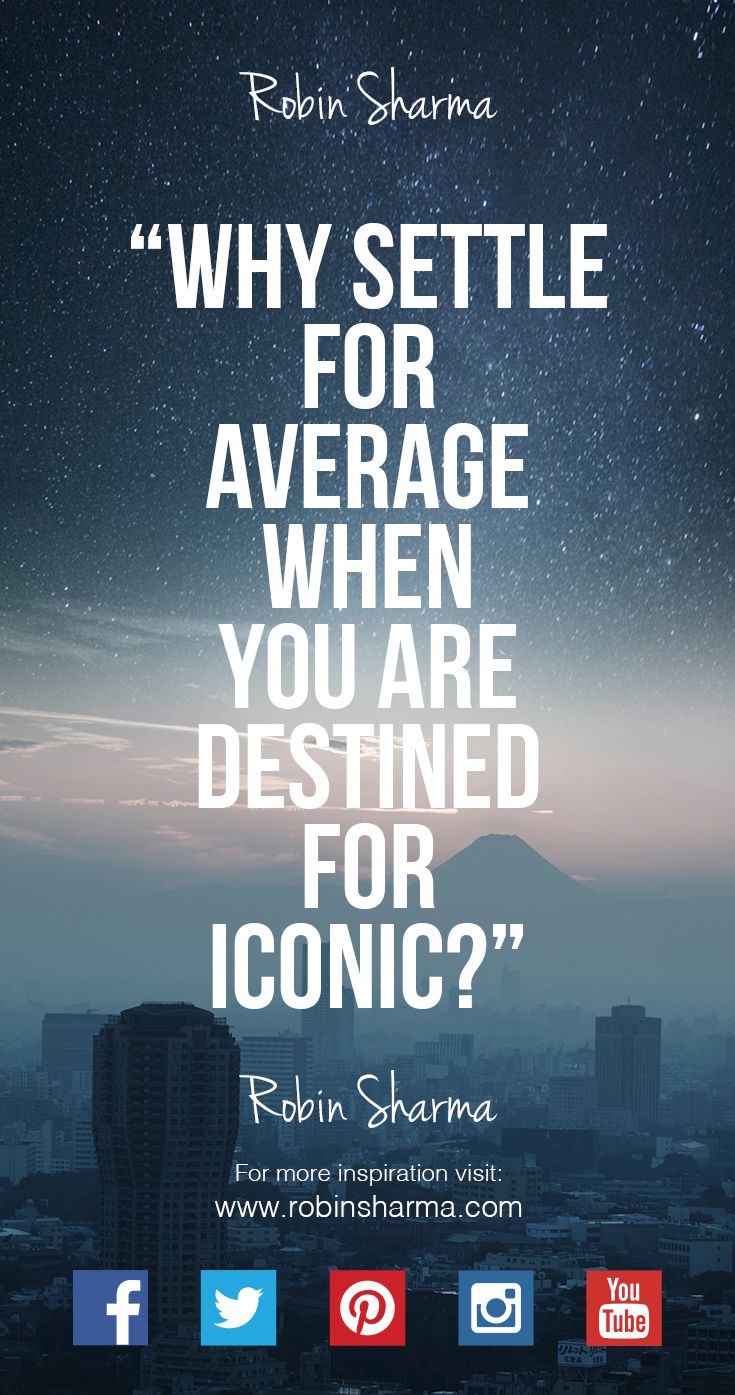 Robin Sharma
“WHY SETTLE
FOR
AVERAGE
WHEN
YOU ARE
DESTINED
FOR
ICONIC?”
Robin Sharma
For more inspiration visit:
www.robinsharma.com
You
Tube